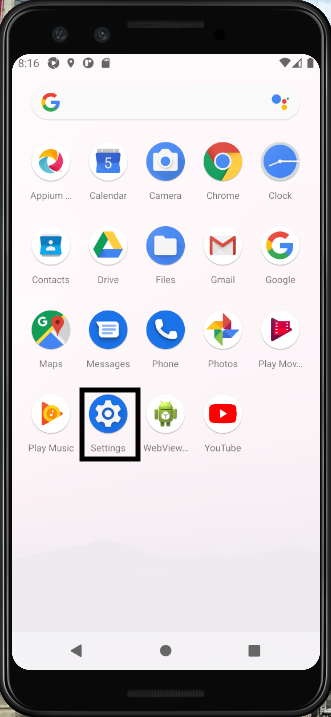 8:16
Appium ...
5
Calendar
Camera
Chrome
Clock
Contacts
Drive
Files
Gmail
Google
Maps
Messages
Phone
Photos
Play Mov...
Play Music
Settings
WebView...
YouTube